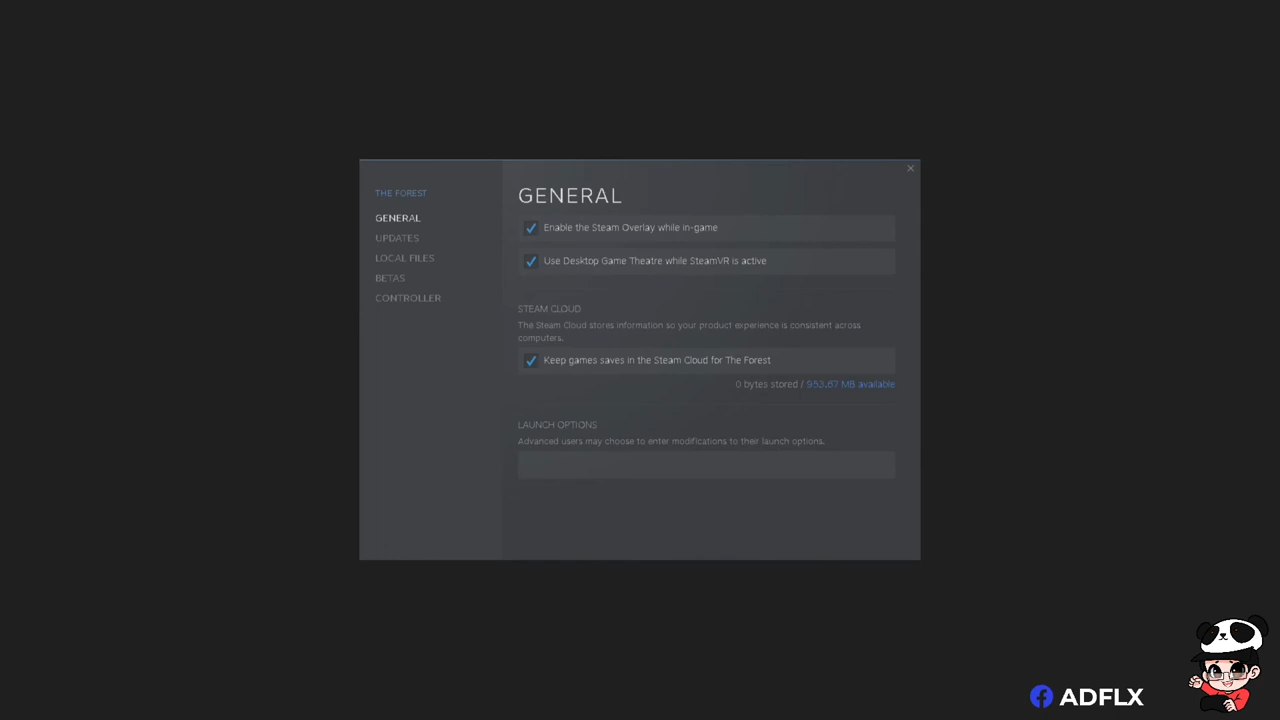 THE FOREST
GENERAL
UPDATES
LOCAL FILES
BETAS
CONTROLLER
GENERAL
Enable the Steam Overlay while in-game
Use Desktop Game Theatre while SteamVR is active
STEAM CLOUD
The Steam Cloud stores information so your product experience is consistent across
computers.
Keep games saves in the Steam Cloud for The Forest
0 bytes stored / 953.67 MB available
LAUNCH OPTIONS
Advanced users may choose to enter modifications to their launch options.
ADFLX